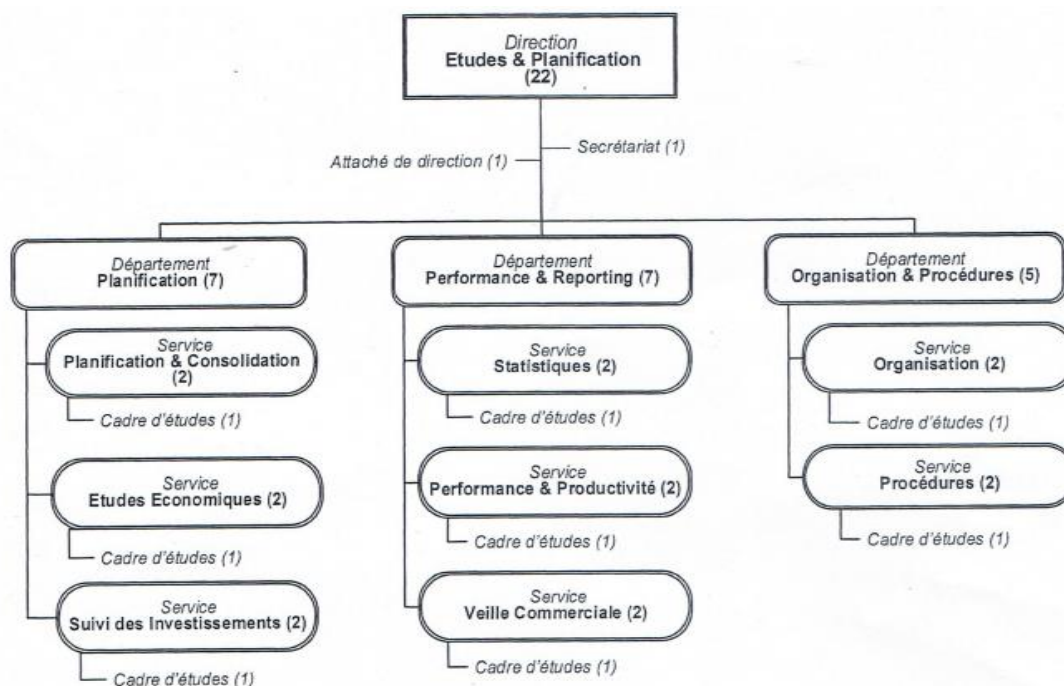 Direction
Etudes & Planification
(22)
Secrétariat (1)
Attaché de direction (1)
Département
Planification (7)
Service
Planification & Consolidation
(2)
Cadre d'études (1)
Service
Etudes Economiques (2)
Cadre d'études (1)
Service
Suivi des Investissements (2)
Cadre d'études (1)
Département
Performance & Reporting (7)
Service
Statistiques (2)
Cadre d'études (1)
Service
Performance & Productivité (2)
Cadre d'études (1)
Service
Veille Commerciale (2)
Cadre d'études (1)
Département
Organisation & Procédures (5)
Service
Organisation (2)
Cadre d'études (1)
Service
Procédures (2)
Cadre d'études (1)